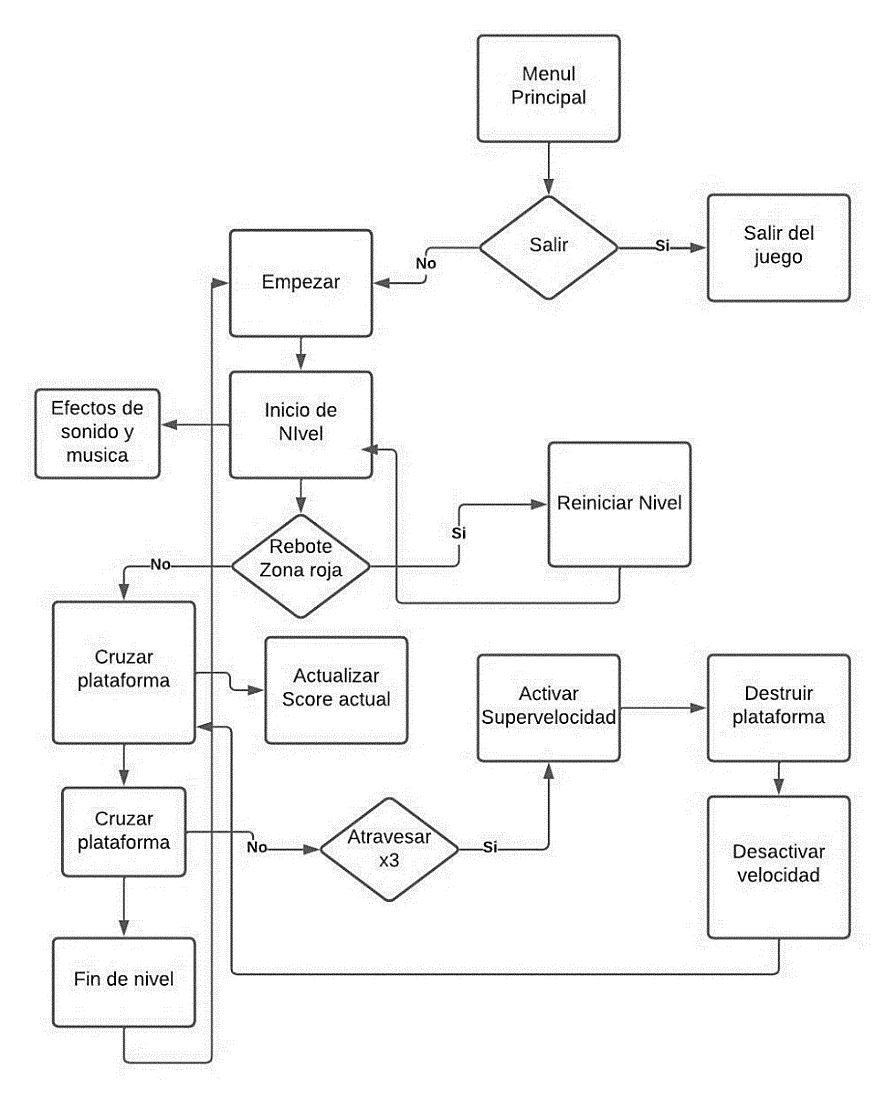 Menul
Principal
Salir
Si
Salir del
juego
No
Empezar
Inicio de
NIvel
Efectos de
sonido y
musica
Reiniciar Nivel
Si
Rebote
Zona roja
No
Cruzar
plataforma
Actualizar
Score actual
Activar
Supervelocidad
Destruir
plataforma
Cruzar
plataforma
No
Atravesar
x3
Si
Desactivar
velocidad
Fin de nivel